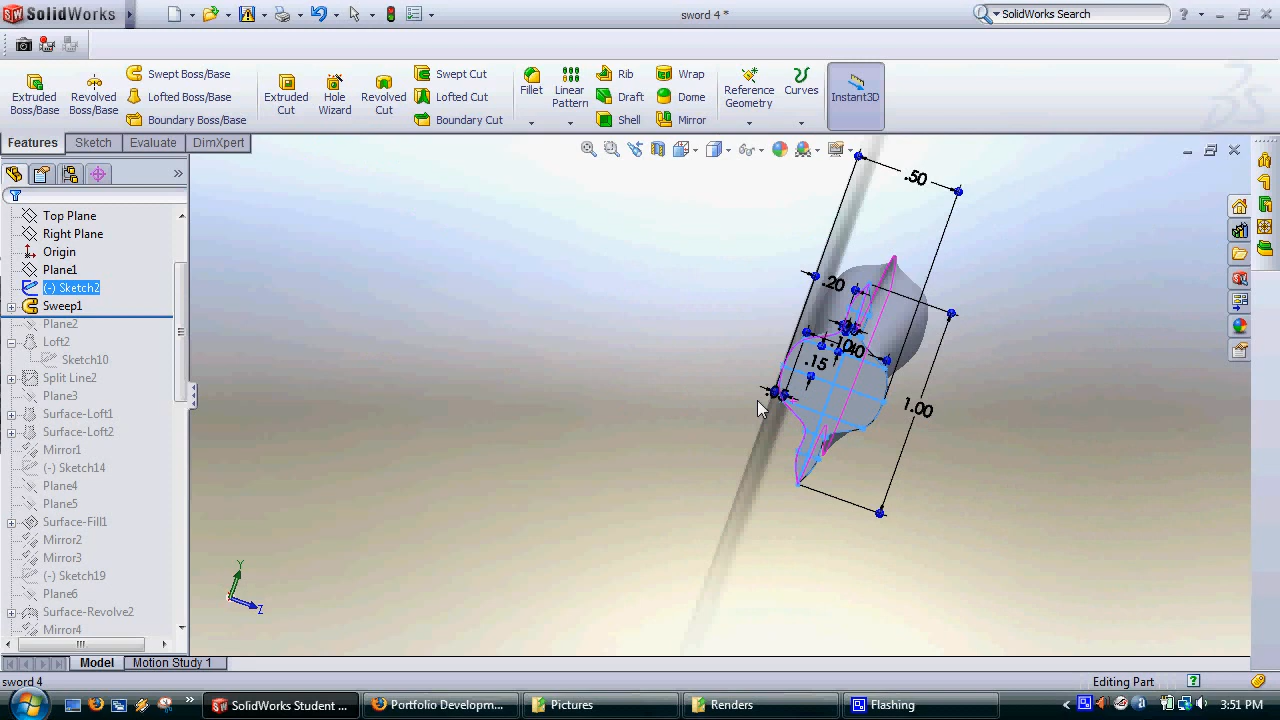 SolidWorks
sword 4 *
SolidWorks Search
Extruded Boss/Base
Revolved Boss/Base
Swept Boss/Base
Lofted Boss/Base
Boundary Boss/Base
Extruded Cut
Hole Wizard
Revolved Cut
Swept Cut
Lofted Cut
Boundary Cut
Fillet
Linear Pattern
Rib
Draft
Shell
Wrap
Dome
Mirror
Reference Geometry
Curves
Instant3D
Features
Sketch
Evaluate
DimXpert
Top Plane
Right Plane
Origin
Plane1
(-) Sketch2
Sweep1
Plane2
Loft2
Sketch10
Split Line2
Plane3
Surface-Loft1
Surface-Loft2
Mirror1
(-) Sketch14
Plane4
Plane5
Surface-Fill1
Mirror2
Mirror3
(-) Sketch19
Plane6
Surface-Revolve2
Mirror4
.50
.20
.10
.40
.15
1.00
Y
Z
Model
Motion Study 1
sword 4
Editing Part
SolidWorks Student ...
Portfolio Developm...
Pictures
Renders
Flashing
3:51 PM